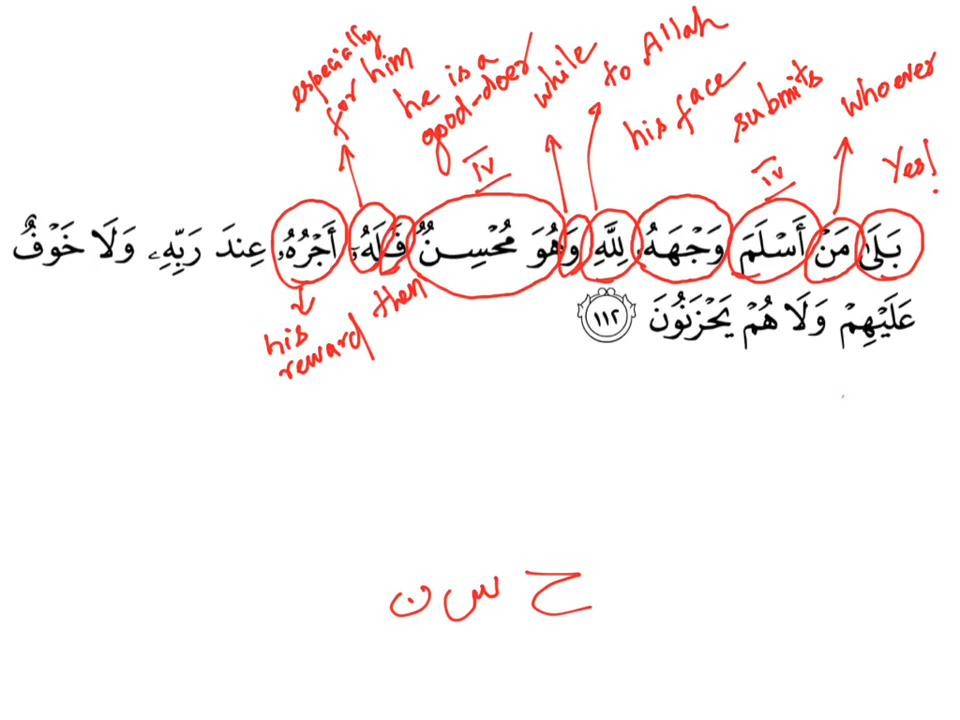 especially
for him
he is a
good-doer
while
to Allah
his face
submits
whoever
Yes!
IV
IV
بَلَىٰ مَنْ أَسْلَمَ وَجْهَهُۥ لِلَّهِ وَهُوَ مُحْسِنٌ فَلَهُۥٓ أَجْرُهُۥ عِندَ رَبِّهِۦ وَلَا خَوْفٌ
then
his
reward
عَلَيْهِمْ وَلَا هُمْ يَحْزَنُونَ ١١٢
ح س ن